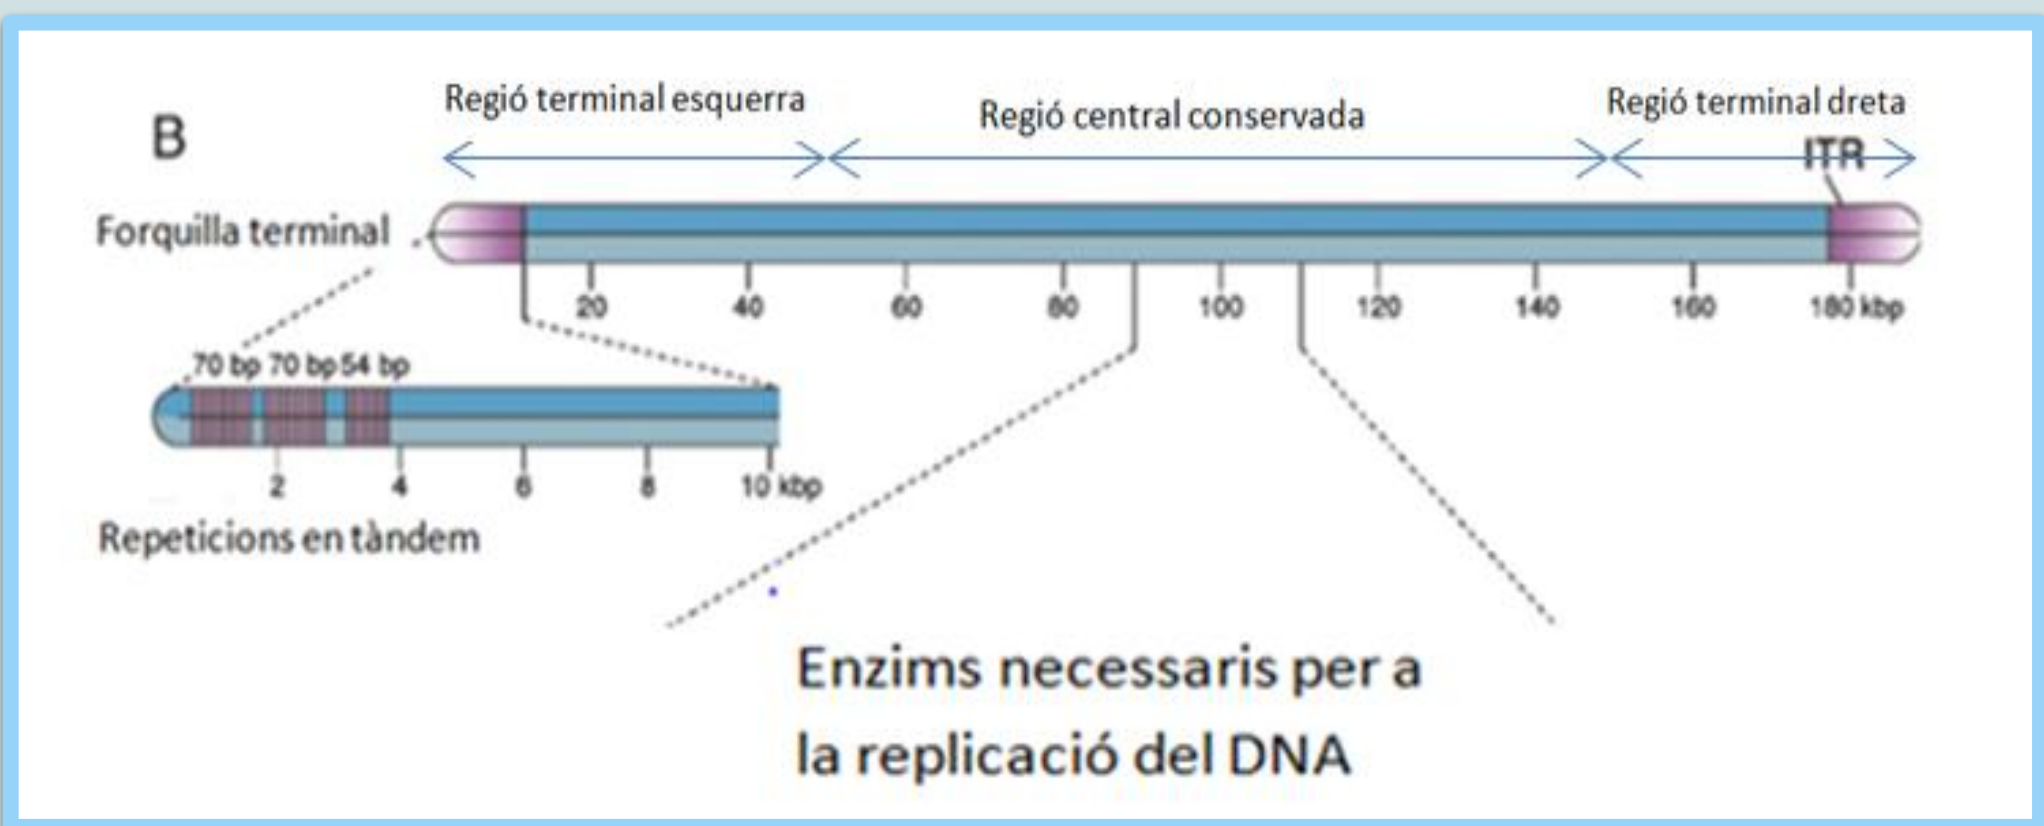 Regió terminal esquerra
Regió central conservada
Regió terminal dreta
B
ITR
Forquilla terminal
20 40 60 80 100 120 140 160 180 kbp
70 bp 70 bp 54 bp
2 4 6 8 10 kbp
Repeticions en tàndem
Enzims necessaris per a
la replicació del DNA